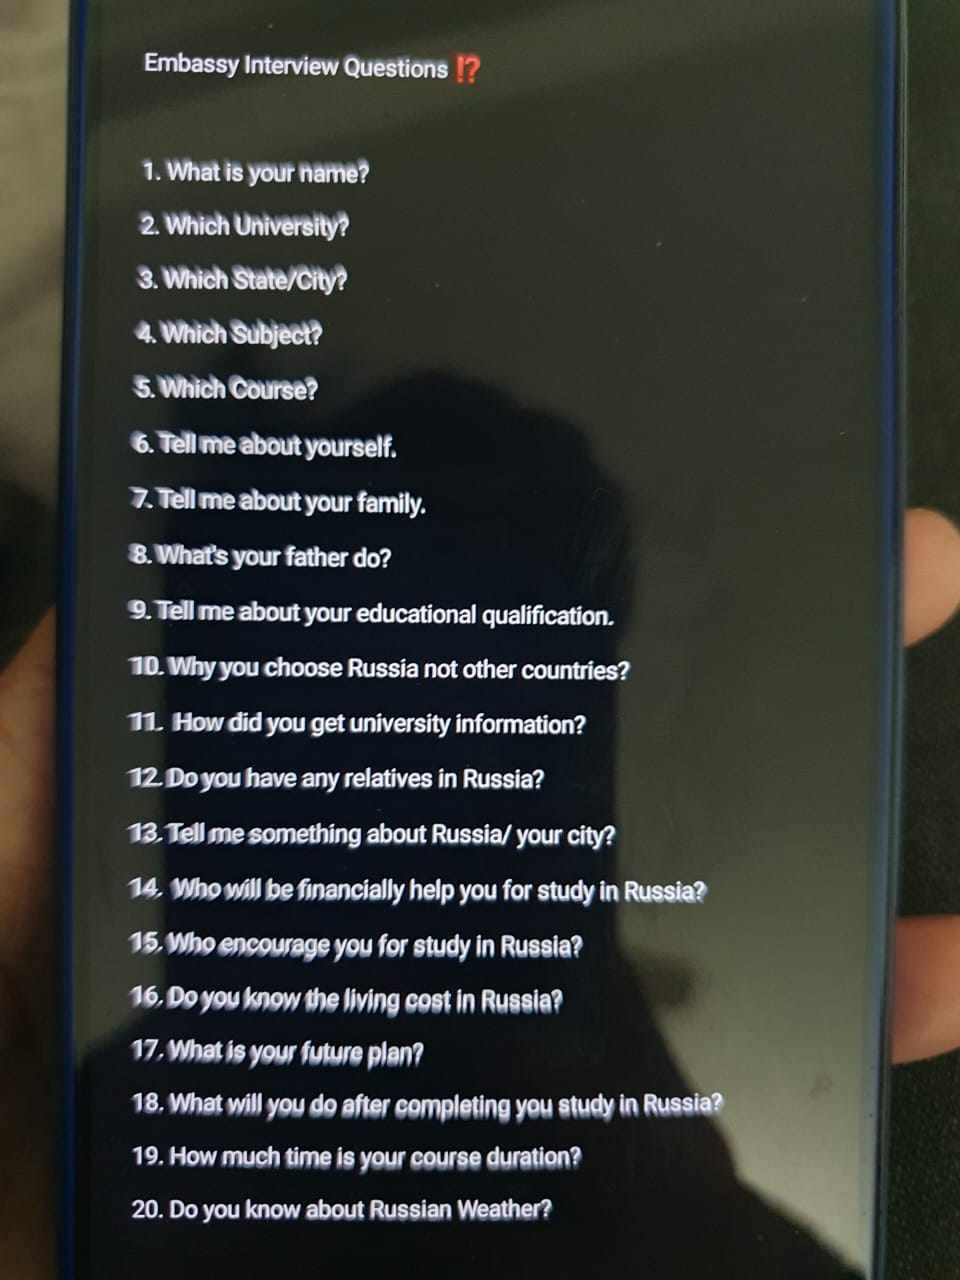 Embassy Interview Questions ⁉️
1. What is your name?
2. Which University?
3. Which State/City?
4. Which Subject?
5. Which Course?
6. Tell me about yourself.
7. Tell me about your family.
8. What's your father do?
9. Tell me about your educational qualification.
10. Why you choose Russia not other countries?
11.  How did you get university information?
12. Do you have any relatives in Russia?
13. Tell me something about Russia/ your city?
14.  Who will be financially help you for study in Russia?
15. Who encourage you for study in Russia?
16. Do you know the living cost in Russia?
17. What is your future plan?
18. What will you do after completing you study in Russia?
19. How much time is your course duration?
20. Do you know about Russian Weather?